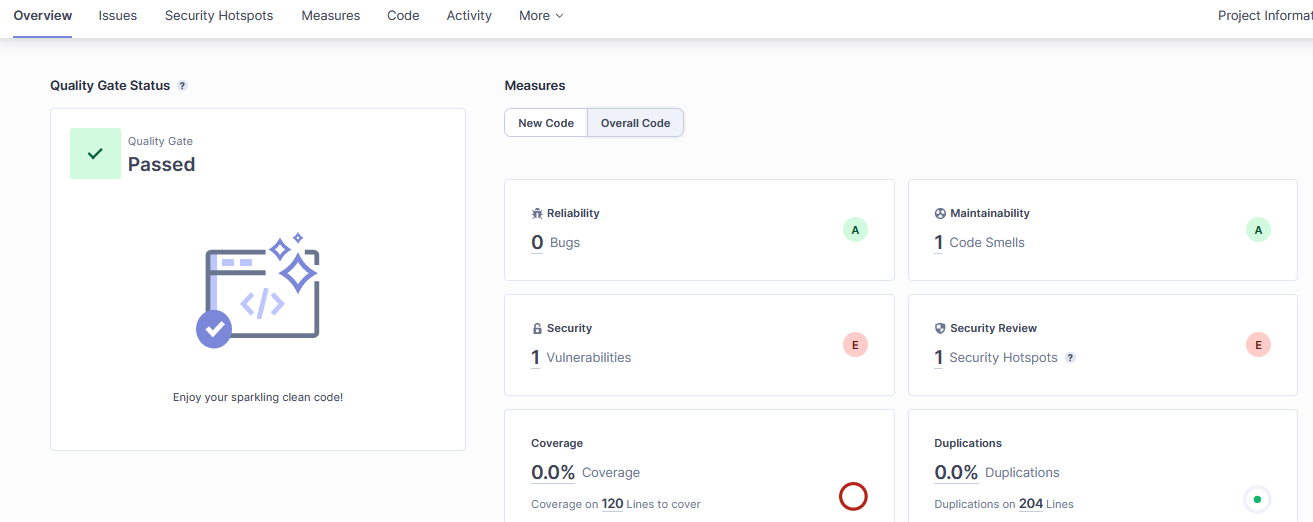 Overview Issues Security Hotspots Measures Code Activity More Project Informat
Quality Gate Status ?
Quality Gate
Passed
</>
Enjoy your sparkling clean code!
Measures
New Code Overall Code
Reliability
0 Bugs
A
Maintainability
1 Code Smells
A
Security
1 Vulnerabilities
E
Security Review
1 Security Hotspots ?
E
Coverage
0.0% Coverage
Coverage on 120 Lines to cover
Duplications
0.0% Duplications
Duplications on 204 Lines